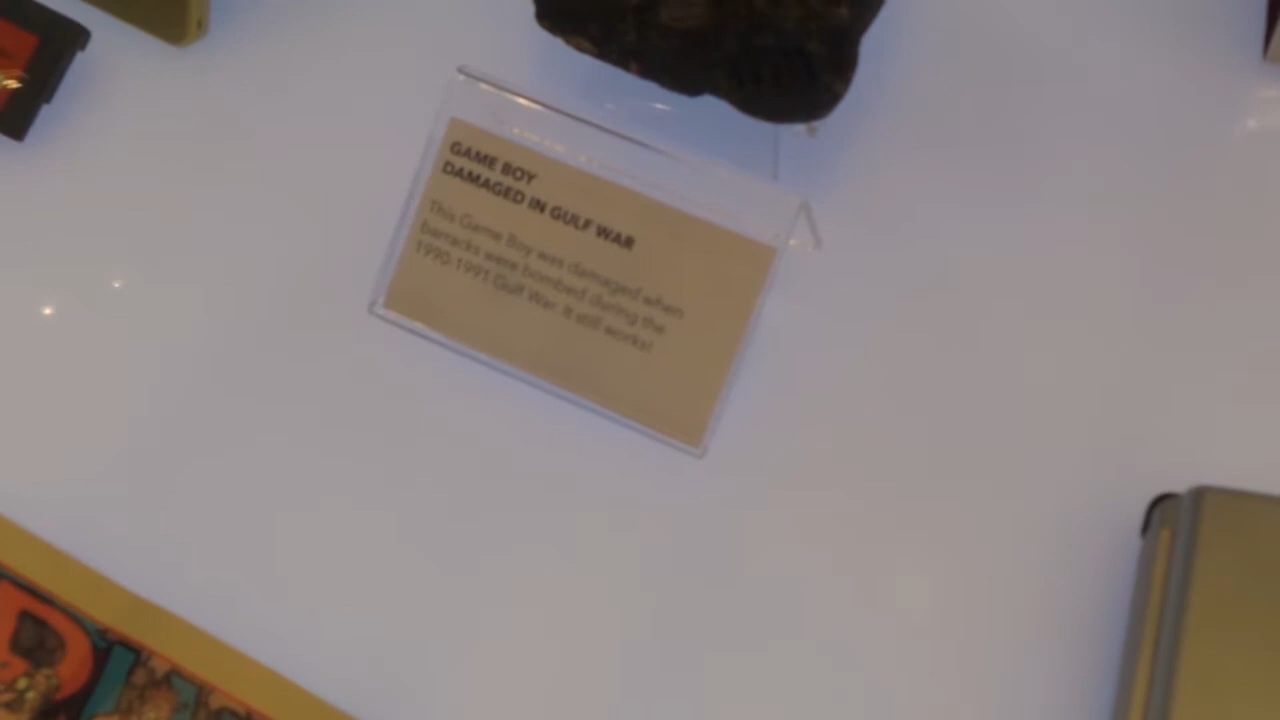 GAME BOY
DAMAGED IN GULF WAR
This Game Boy was damaged when
barracks were bombed during the
1990-1991 Gulf War. It still works!